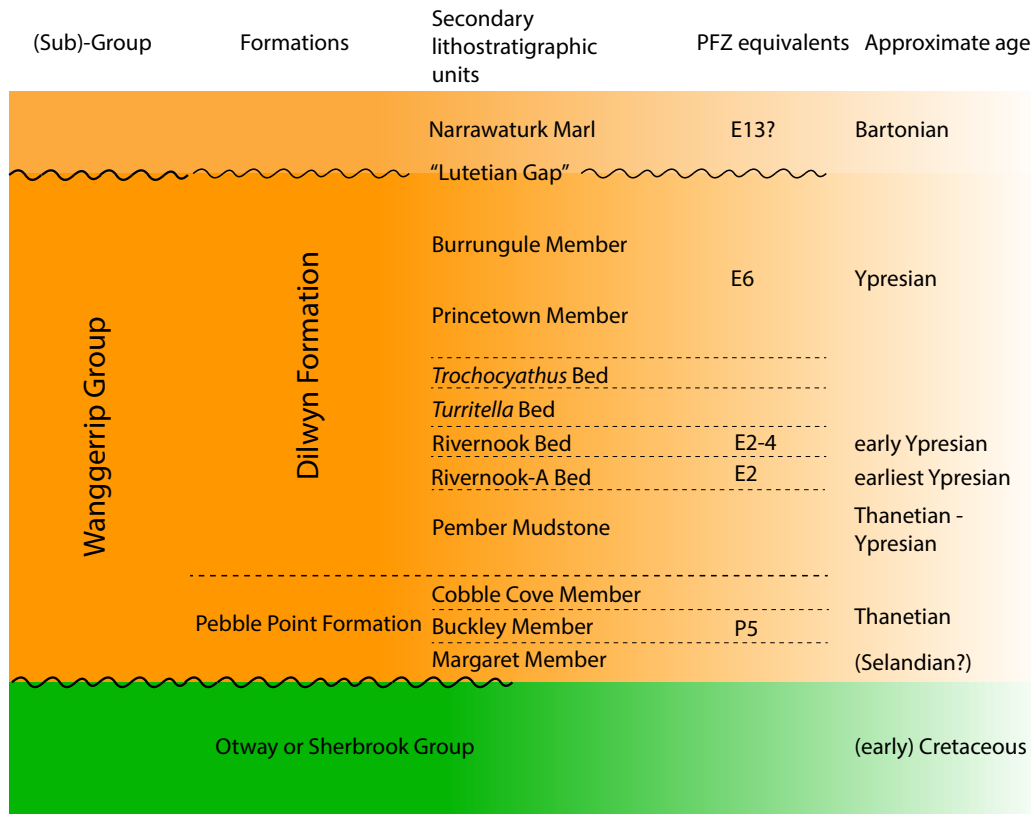 (Sub)-Group
Formations
Secondary
lithostratigraphic
units
PFZ equivalents
Approximate age
Narrawaturk Marl
E13?
Bartonian
“Lutetian Gap”
Wanggerrip Group
Dilwyn Formation
Burrungule Member
E6
Ypresian
Princetown Member
Trochocyathus Bed
Turritella Bed
Rivernook Bed
E2-4
early Ypresian
Rivernook-A Bed
E2
earliest Ypresian
Pember Mudstone
Thanetian -
Ypresian
Pebble Point Formation
Cobble Cove Member
Buckley Member
P5
Thanetian
Margaret Member
(Selandian?)
Otway or Sherbrook Group
(early) Cretaceous